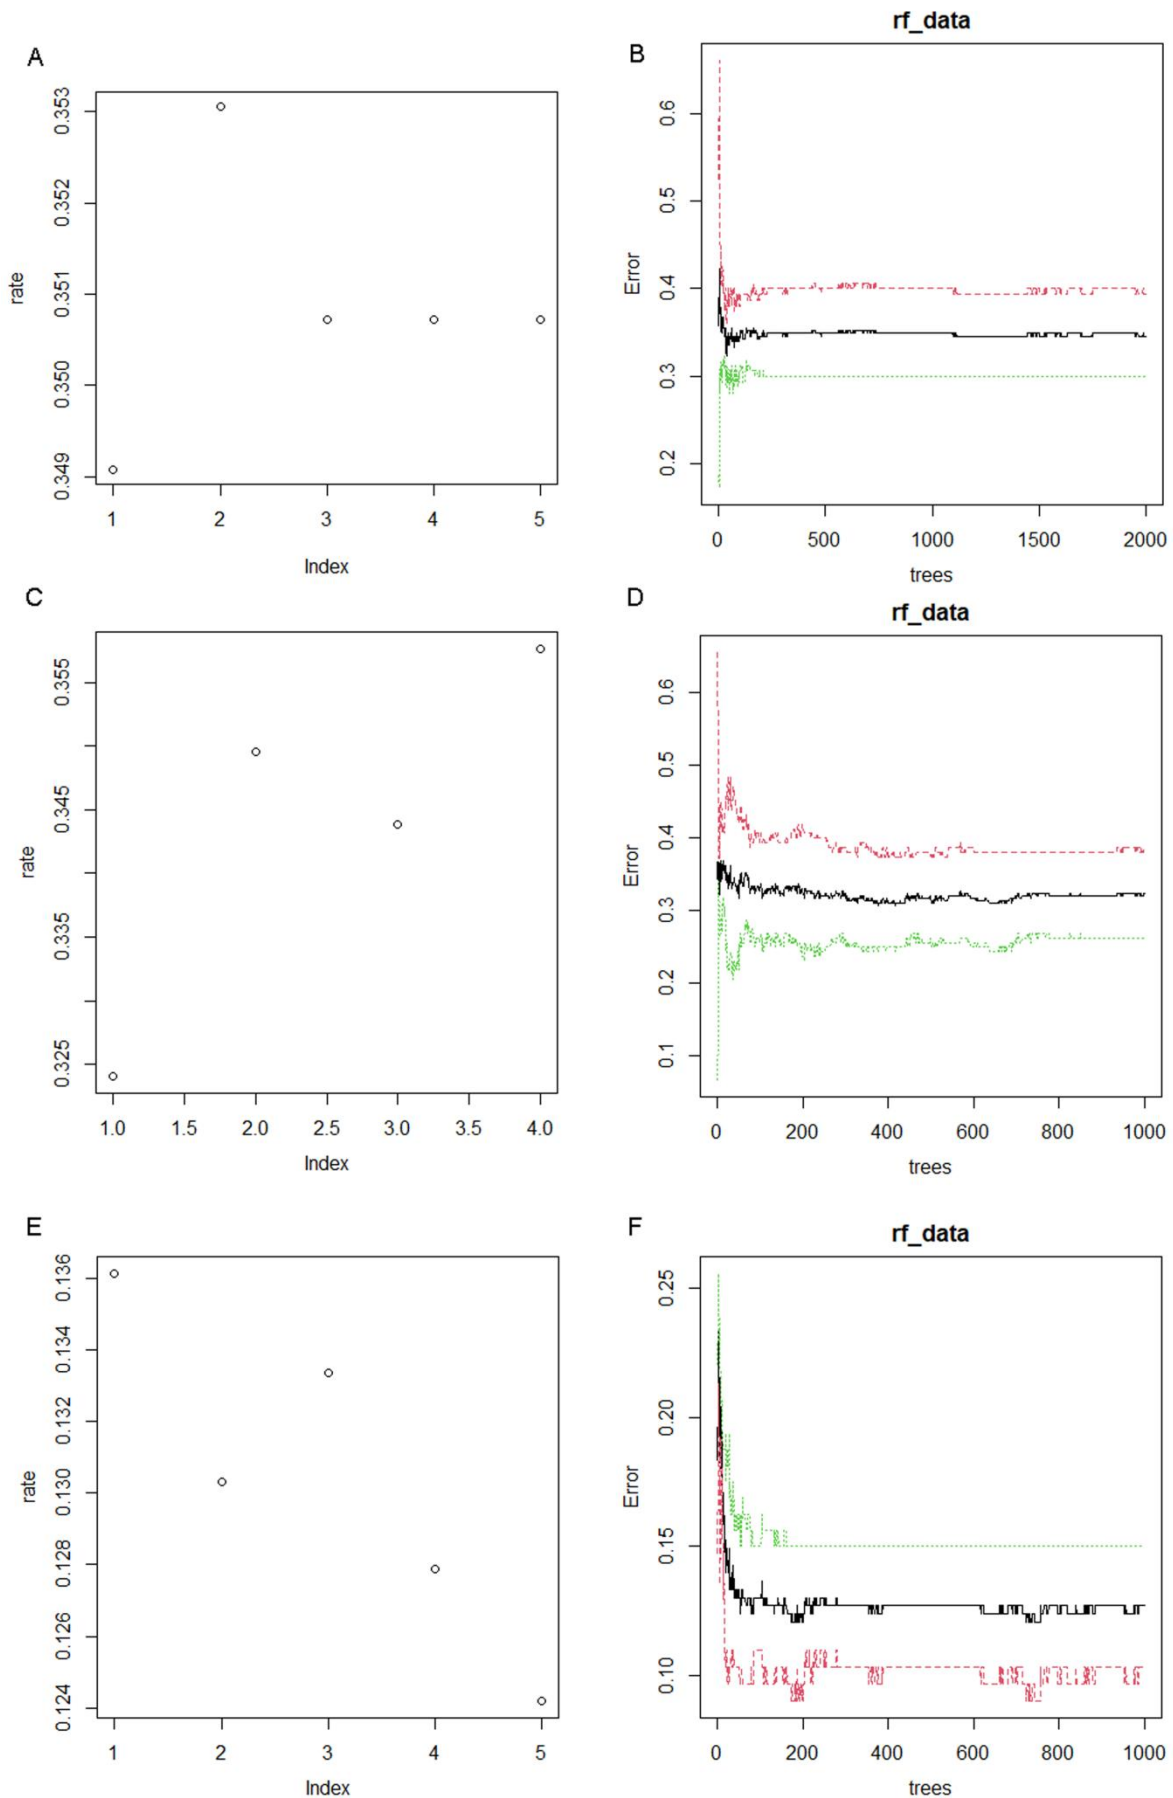 A
rate
0.353
0.352
0.351
0.350
0.349
1 2 3 4 5
Index
B
rf_data
Error
0.6
0.5
0.4
0.3
0.2
0 500 1000 1500 2000
trees
C
rate
0.355
0.345
0.335
0.325
1.0 1.5 2.0 2.5 3.0 3.5 4.0
Index
D
rf_data
Error
0.6
0.5
0.4
0.3
0.2
0.1
0 200 400 600 800 1000
trees
E
rate
0.136
0.134
0.132
0.130
0.128
0.126
0.124
1 2 3 4 5
Index
F
rf_data
Error
0.25
0.20
0.15
0.10
0 200 400 600 800 1000
trees